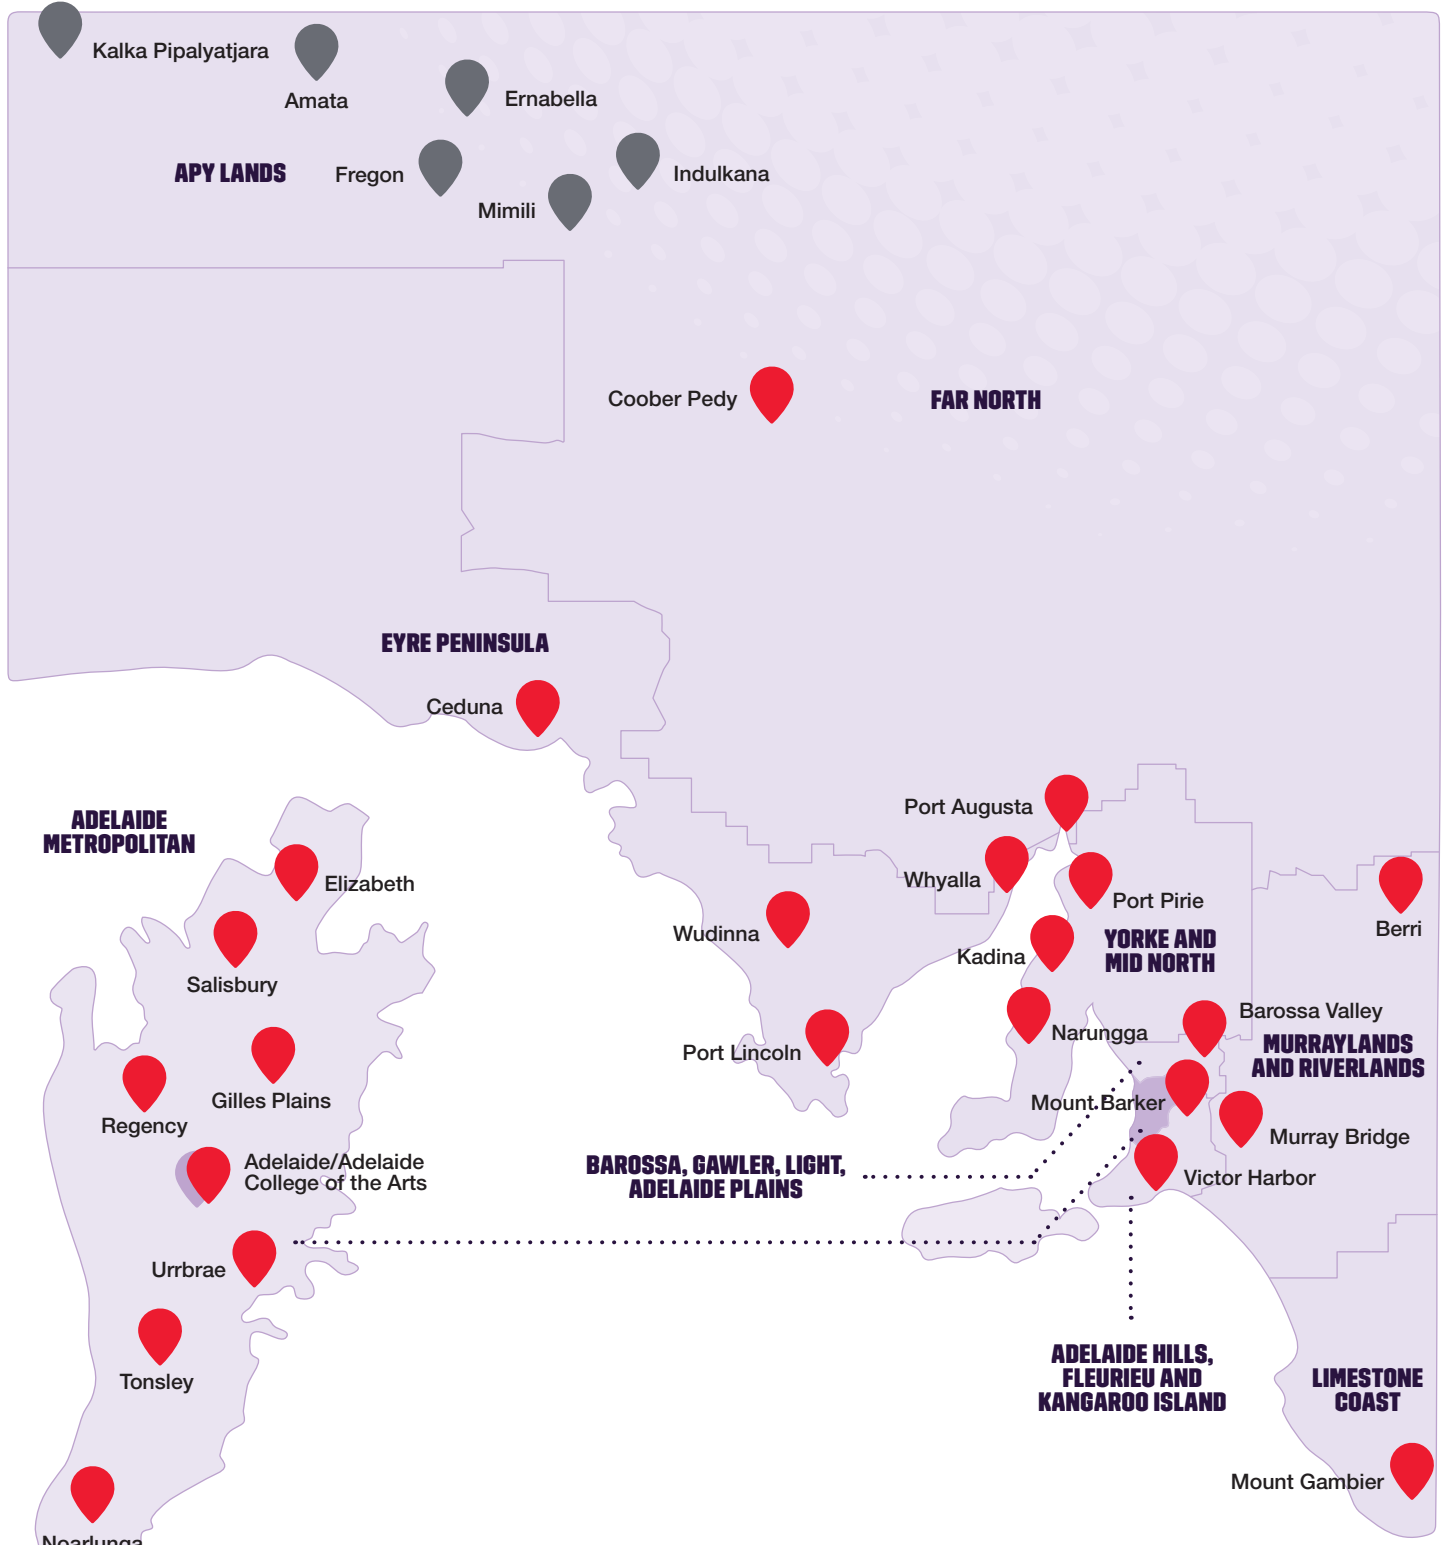 Kalka Pipalyatjara
Amata
Ernabella
APY LANDS
Fregon
Indulkana
Mimili
Coober Pedy
FAR NORTH
EYRE PENINSULA
Ceduna
Port Augusta
ADELAIDE
METROPOLITAN
Elizabeth
Whyalla
Port Pirie
Berri
Wudinna
Kadina
YORKE AND
MID NORTH
Salisbury
Barossa Valley
Narungga
MURRAYLANDS
AND RIVERLANDS
Port Lincoln
Gilles Plains
Mount Barker
Regency
Murray Bridge
Adelaide/Adelaide
College of the Arts
BAROSSA, GAWLER, LIGHT,
ADELAIDE PLAINS
Victor Harbor
Urrbrae
ADELAIDE HILLS,
FLEURIEU AND
KANGAROO ISLAND
LIMESTONE
COAST
Tonsley
Mount Gambier
Noarlunga